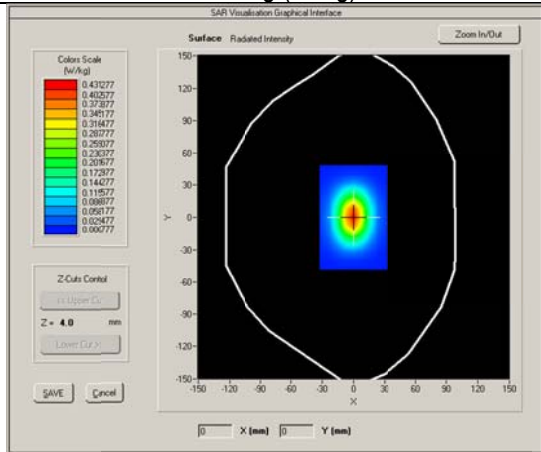 SAR Visualisation Graphical Interface
Surface Radiated Intensity
Zoom In/Out
Colors Scale
(W/kg)
0.431277
0.402577
0.373877
0.345177
0.316477
0.287777
0.259077
0.230377
0.201677
0.172977
0.144277
0.115577
0.086877
0.058177
0.029477
0.000777
Z-Cuts Control
Upper Cu
Z = 4.0 mm
Lower Cut >
SAVE
Cancel
150
120
90
60
30
0
-30
-60
-90
-120
-150
Y
-150 -120 -90 -60 -30 0 30 60 90 120 150
X
0 X (mm) 0 Y (mm)